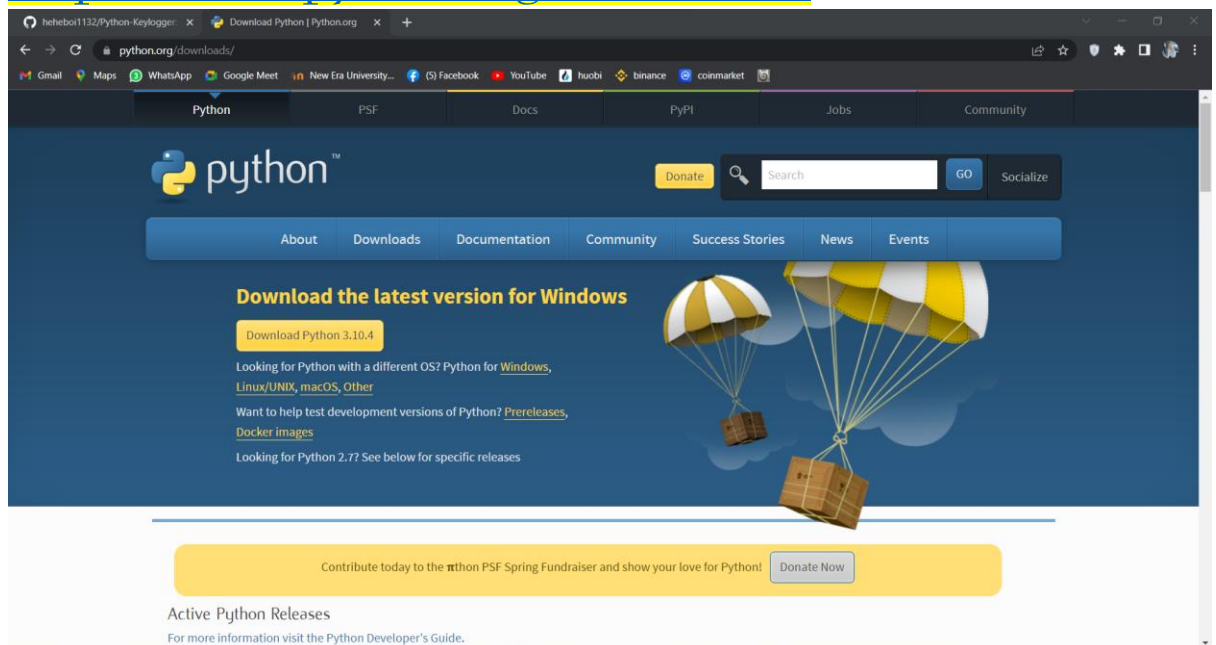 heheboi1132/Python-Keylogger: Download Python | Python.org
python.org/downloads/
Gmail Maps WhatsApp Google Meet New Era University... (5) Facebook YouTube huobi binance coinmarket
Python PSF Docs PyPI Jobs Community
python™
Donate Search GO Socialize
About Downloads Documentation Community Success Stories News Events
Download the latest version for Windows
Download Python 3.10.4
Looking for Python with a different OS? Python for Windows,
Linux/UNIX, macOS, Other
Want to help test development versions of Python? Prereleases,
Docker images
Looking for Python 2.7? See below for specific releases
Contribute today to the πthon PSF Spring Fundraiser and show your love for Python! Donate Now
Active Python Releases
For more information visit the Python Developer's Guide.